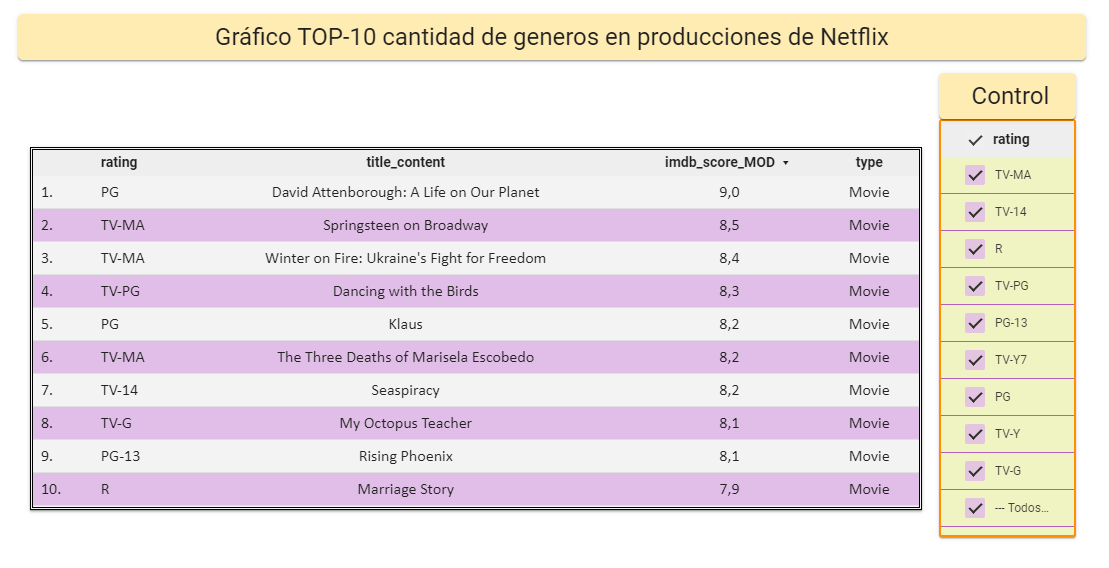 Gráfico TOP-10 cantidad de generos en producciones de Netflix
Control
rating
TV-MA
TV-14
R
TV-PG
PG-13
TV-Y7
PG
TV-Y
TV-G
--- Todos…
rating title_content imdb_score_MOD type
1. PG David Attenborough: A Life on Our Planet 9,0 Movie
2. TV-MA Springsteen on Broadway 8,5 Movie
3. TV-MA Winter on Fire: Ukraine's Fight for Freedom 8,4 Movie
4. TV-PG Dancing with the Birds 8,3 Movie
5. PG Klaus 8,2 Movie
6. TV-MA The Three Deaths of Marisela Escobedo 8,2 Movie
7. TV-14 Seaspiracy 8,2 Movie
8. TV-G My Octopus Teacher 8,1 Movie
9. PG-13 Rising Phoenix 8,1 Movie
10. R Marriage Story 7,9 Movie